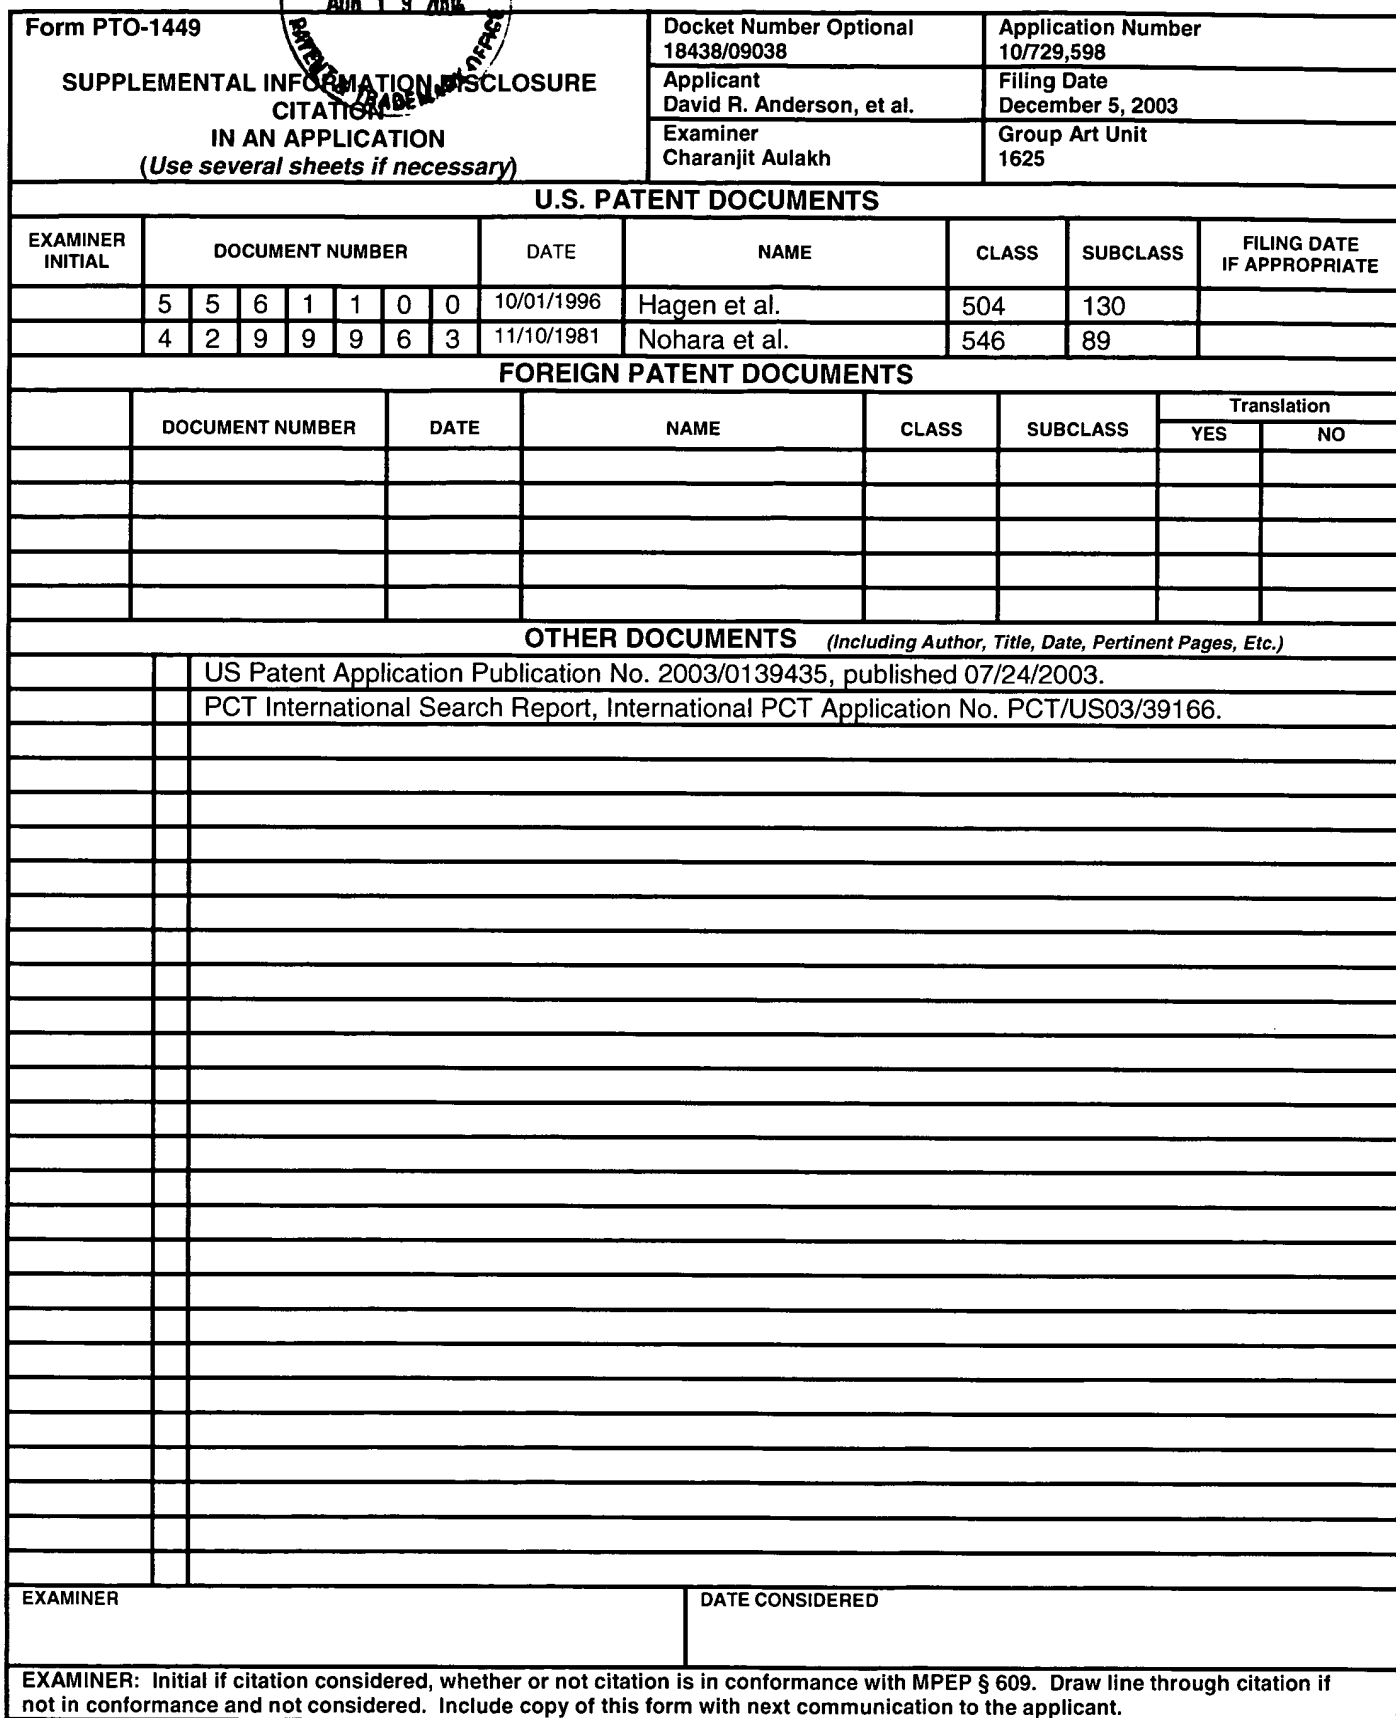 AUG 1 9 2004
PATENT & TRADEMARK OFFICE
Form PTO-1449
SUPPLEMENTAL INFORMATION DISCLOSURE
CITATION
IN AN APPLICATION
(Use several sheets if necessary)
Docket Number Optional
18438/09038
Application Number
10/729,598
Applicant
David R. Anderson, et al.
Filing Date
December 5, 2003
Examiner
Charanjit Aulakh
Group Art Unit
1625
U.S. PATENT DOCUMENTS
EXAMINER INITIAL DOCUMENT NUMBER DATE NAME CLASS SUBCLASS FILING DATE IF APPROPRIATE
5 5 6 1 1 0 0 10/01/1996 Hagen et al. 504 130
4 2 9 9 9 6 3 11/10/1981 Nohara et al. 546 89
FOREIGN PATENT DOCUMENTS
DOCUMENT NUMBER DATE NAME CLASS SUBCLASS Translation
YES NO
OTHER DOCUMENTS (Including Author, Title, Date, Pertinent Pages, Etc.)
US Patent Application Publication No. 2003/0139435, published 07/24/2003.
PCT International Search Report, International PCT Application No. PCT/US03/39166.
EXAMINER DATE CONSIDERED
EXAMINER: Initial if citation considered, whether or not citation is in conformance with MPEP § 609. Draw line through citation if
not in conformance and not considered. Include copy of this form with next communication to the applicant.